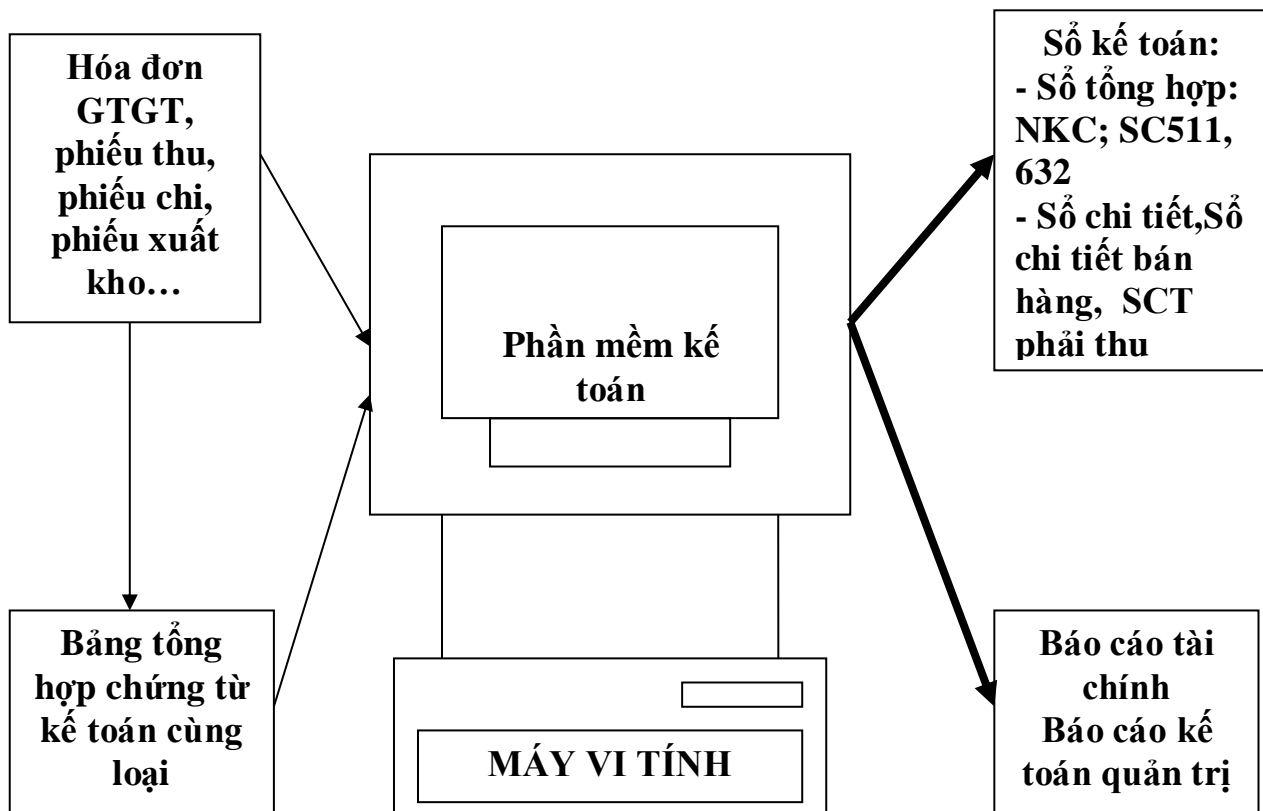 Hóa đơn
GTGT,
phiếu thu,
phiếu chi,
phiếu xuất
kho…
Bảng tổng
hợp chứng từ
kế toán cùng
loại
Phần mềm kế
toán
MÁY VI TÍNH
Sổ kế toán:
- Sổ tổng hợp:
NKC; SC511,
632
- Sổ chi tiết,Sổ
chi tiết bán
hàng, SCT
phải thu
Báo cáo tài
chính
Báo cáo kế
toán quản trị